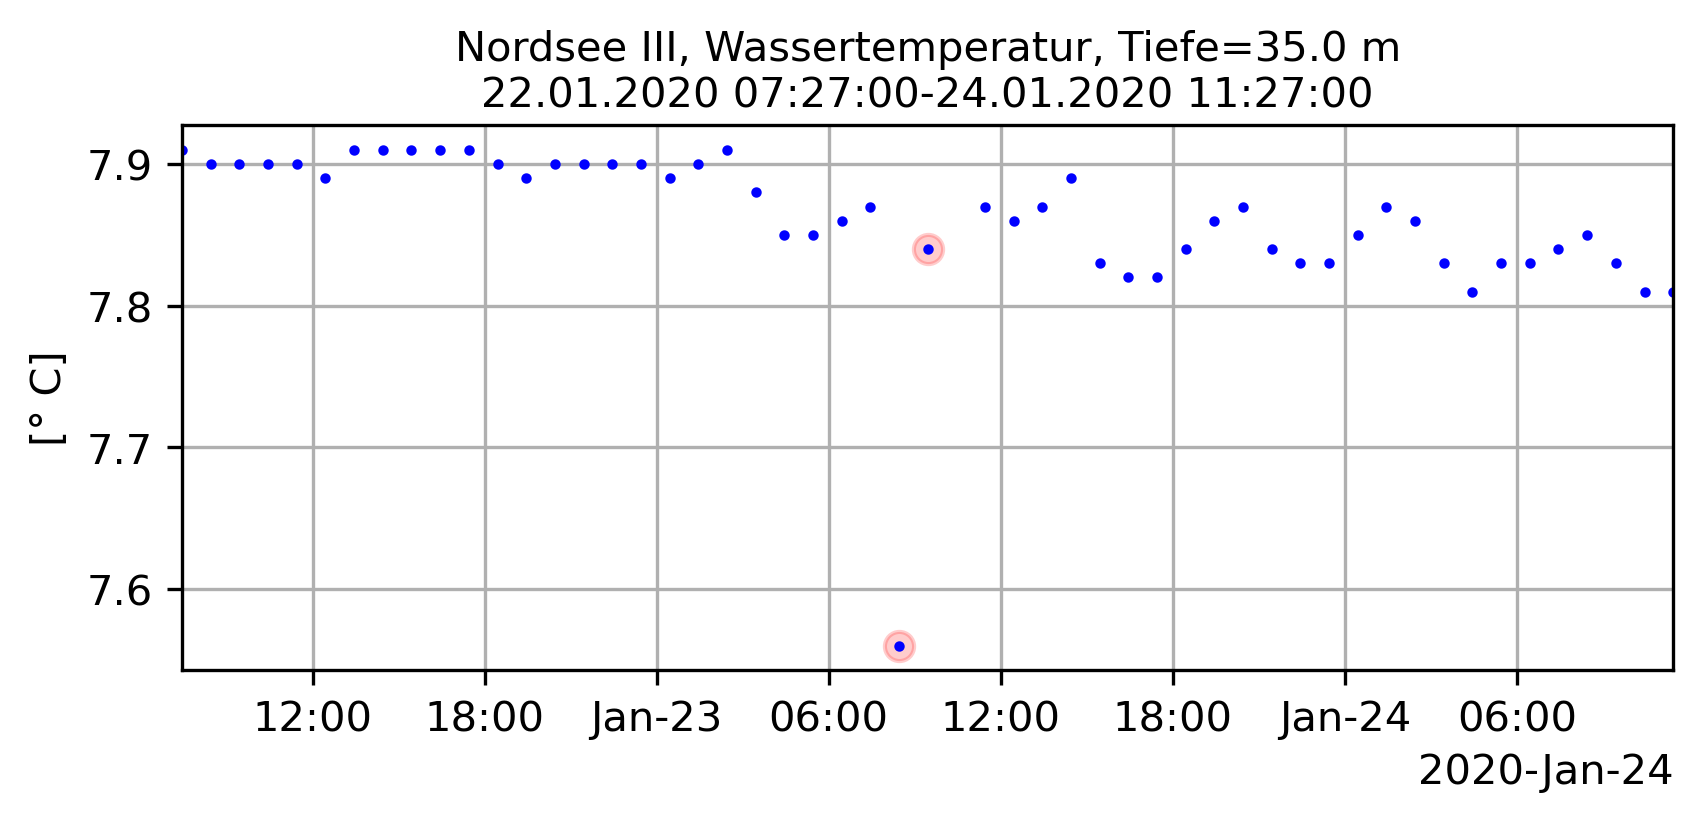 Nordsee III, Wassertemperatur, Tiefe=35.0 m
22.01.2020 07:27:00-24.01.2020 11:27:00
[° C]
7.9
7.8
7.7
7.6
12:00 18:00 Jan-23 06:00 12:00 18:00 Jan-24 06:00
2020-Jan-24